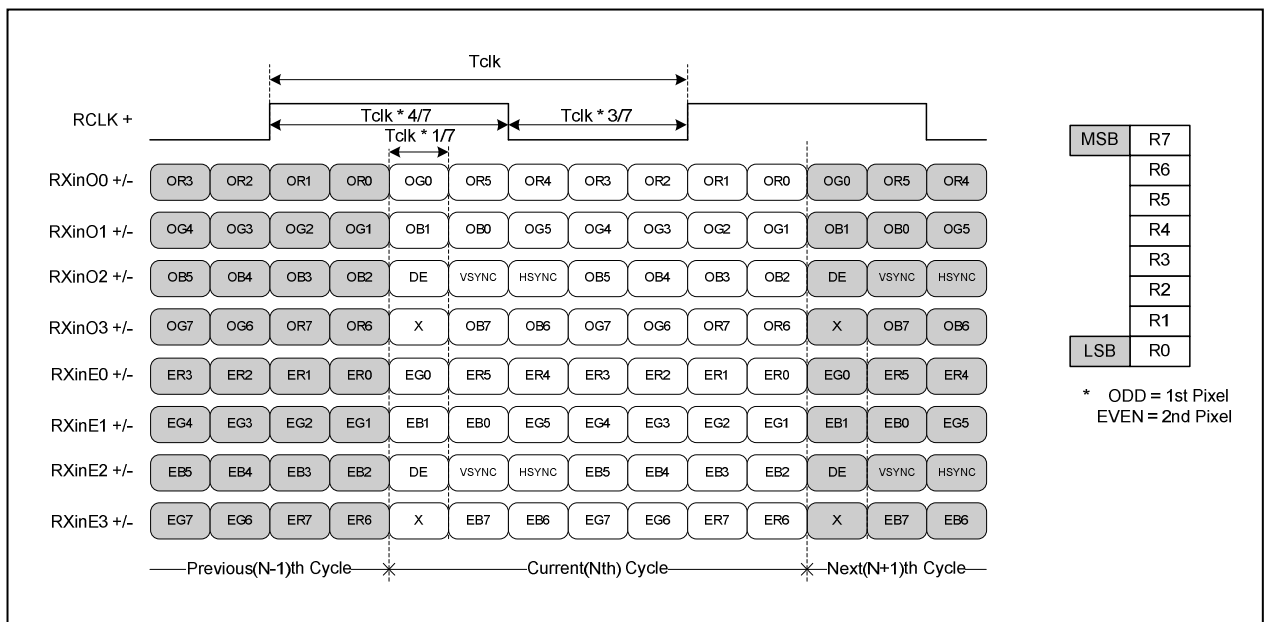 Tclk
RCLK +
Tclk * 4/7
Tclk * 3/7
Tclk * 1/7
RXinO0 +/- OR3 OR2 OR1 OR0 OG0 OR5 OR4 OR3 OR2 OR1 OR0 OG0 OR5 OR4
RXinO1 +/- OG4 OG3 OG2 OG1 OB1 OB0 OG5 OG4 OG3 OG2 OG1 OB1 OB0 OG5
RXinO2 +/- OB5 OB4 OB3 OB2 DE VSYNC HSYNC OB5 OB4 OB3 OB2 DE VSYNC HSYNC
RXinO3 +/- OG7 OG6 OR7 OR6 X OB7 OB6 OG7 OG6 OR7 OR6 X OB7 OB6
RXinE0 +/- ER3 ER2 ER1 ER0 EG0 ER5 ER4 ER3 ER2 ER1 ER0 EG0 ER5 ER4
RXinE1 +/- EG4 EG3 EG2 EG1 EB1 EB0 EG5 EG4 EG3 EG2 EG1 EB1 EB0 EG5
RXinE2 +/- EB5 EB4 EB3 EB2 DE VSYNC HSYNC EB5 EB4 EB3 EB2 DE VSYNC HSYNC
RXinE3 +/- EG7 EG6 ER7 ER6 X EB7 EB6 EG7 EG6 ER7 ER6 X EB7 EB6
Previous(N-1)th Cycle Current(Nth) Cycle Next(N+1)th Cycle
MSB R7
R6
R5
R4
R3
R2
R1
LSB R0
* ODD = 1st Pixel
EVEN = 2nd Pixel